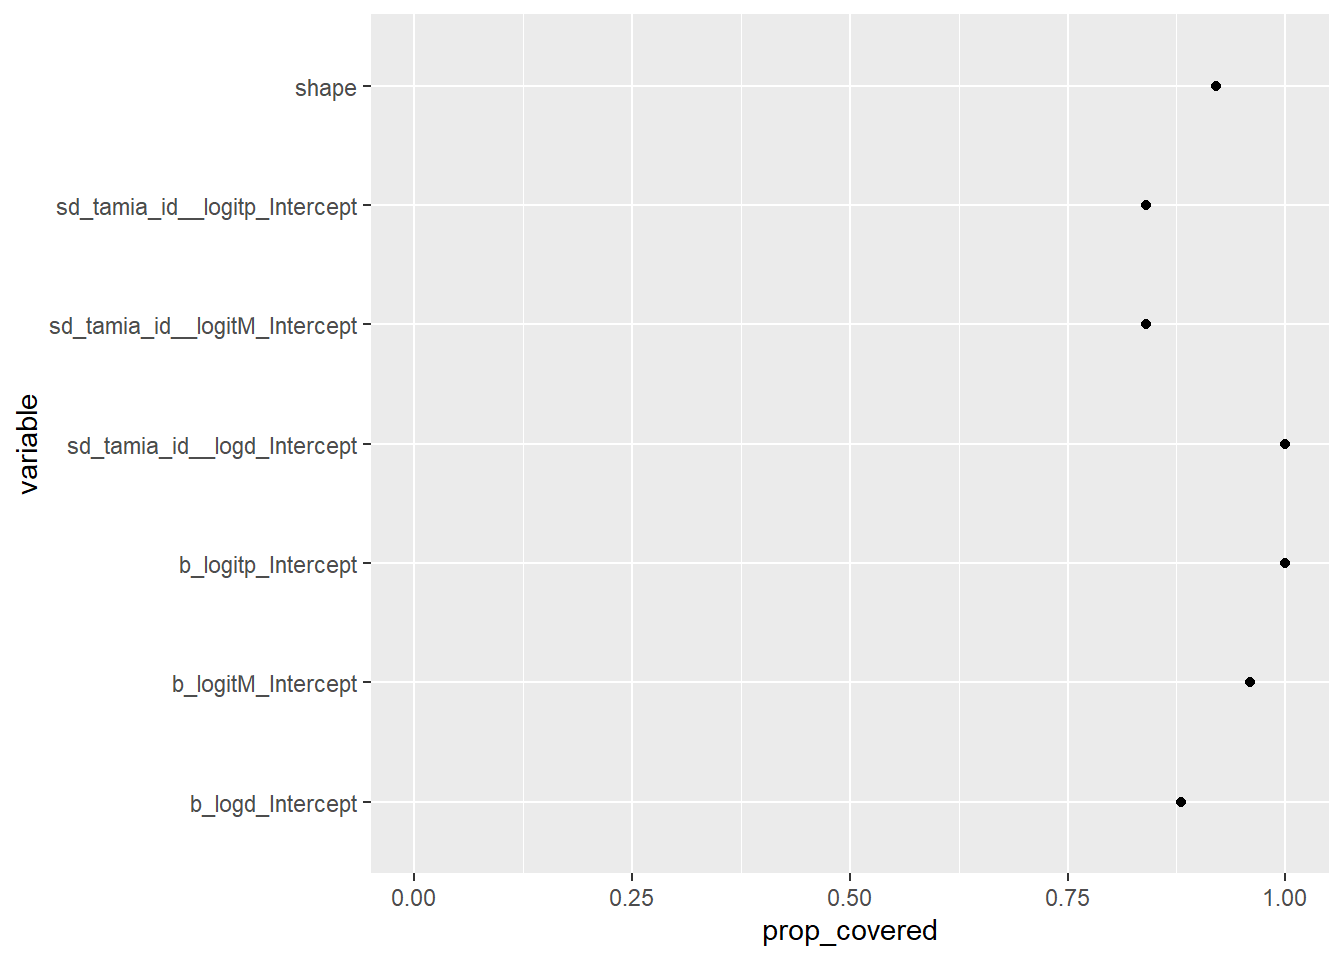 shape
sd_tamia_id__logitp_Intercept
sd_tamia_id__logitM_Intercept
sd_tamia_id__logd_Intercept
b_logitp_Intercept
b_logitM_Intercept
b_logd_Intercept
variable
0.00 0.25 0.50 0.75 1.00
prop_covered